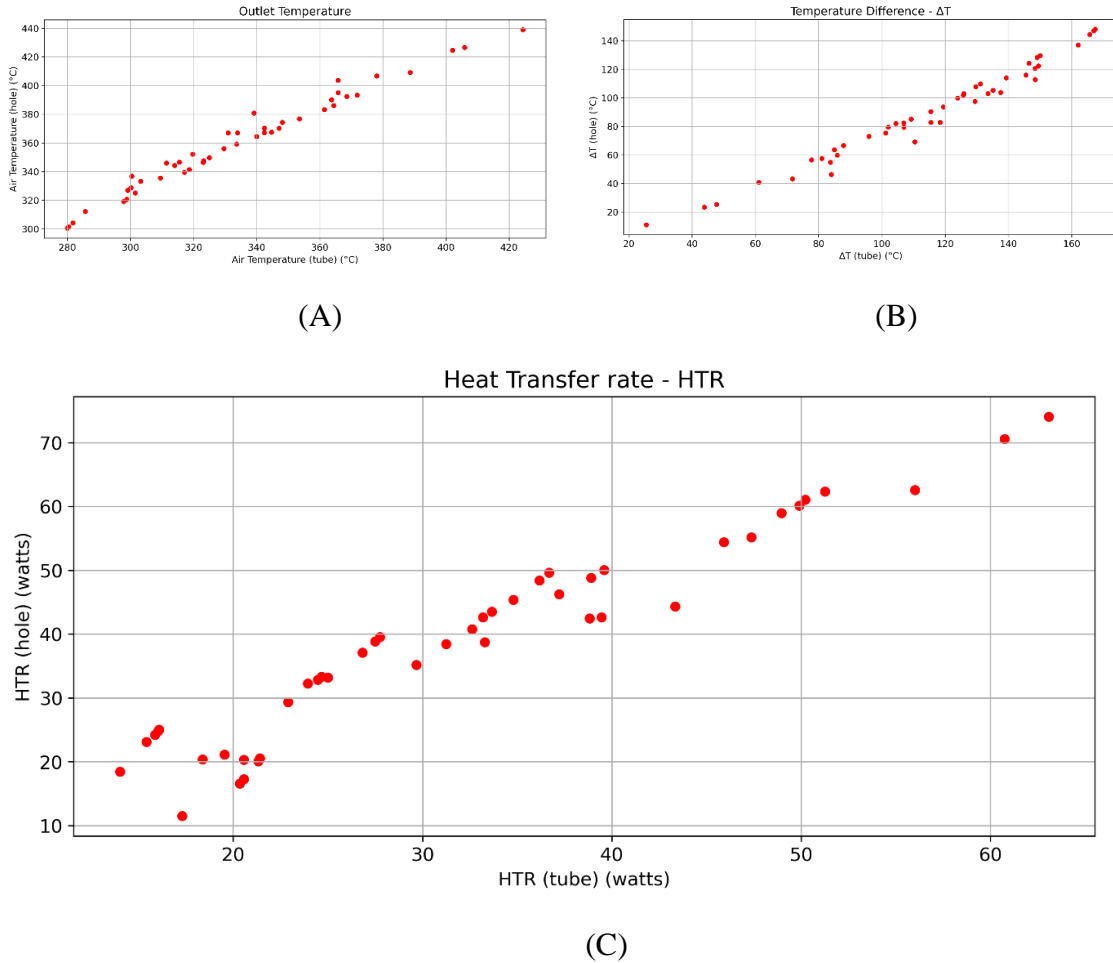 Outlet Temperature
440
420
400
380
360
340
320
300
Air Temperature (hole) (°C)
280 300 320 340 360 380 400 420
Air Temperature (tube) (°C)
(A)
Temperature Difference - ΔT
140
120
100
80
60
40
20
ΔT (hole) (°C)
20 40 60 80 100 120 140 160
ΔT (tube) (°C)
(B)
Heat Transfer rate - HTR
70
60
50
40
30
20
10
HTR (hole) (watts)
20 30 40 50 60
HTR (tube) (watts)
(C)